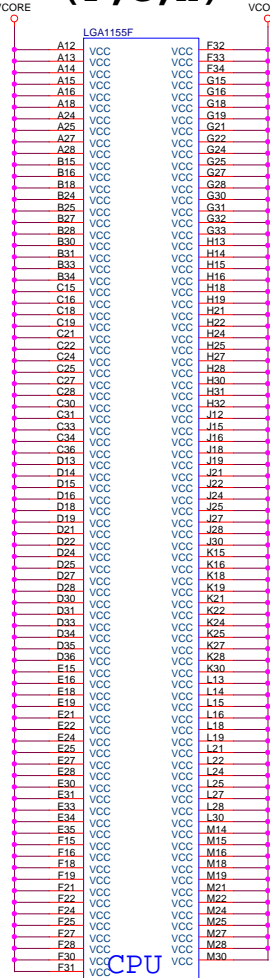 VCORE VCO
LGA1155F
A12 VCC VCC F32
A13 VCC VCC F33
A14 VCC VCC F34
A15 VCC VCC G15
A16 VCC VCC G16
A18 VCC VCC G18
A24 VCC VCC G19
A25 VCC VCC G21
A27 VCC VCC G22
A28 VCC VCC G24
B15 VCC VCC G25
B16 VCC VCC G27
B18 VCC VCC G28
B24 VCC VCC G30
B25 VCC VCC G31
B27 VCC VCC G32
B28 VCC VCC G33
B30 VCC VCC H13
B31 VCC VCC H14
B33 VCC VCC H15
B34 VCC VCC H16
C15 VCC VCC H18
C16 VCC VCC H19
C18 VCC VCC H21
C19 VCC VCC H22
C21 VCC VCC H24
C22 VCC VCC H25
C24 VCC VCC H27
C25 VCC VCC H28
C27 VCC VCC H30
C28 VCC VCC H31
C30 VCC VCC H32
C31 VCC VCC J12
C33 VCC VCC J15
C34 VCC VCC J16
C36 VCC VCC J18
D13 VCC VCC J19
D14 VCC VCC J21
D15 VCC VCC J22
D16 VCC VCC J24
D18 VCC VCC J25
D19 VCC VCC J27
D21 VCC VCC J28
D22 VCC VCC J30
D24 VCC VCC K15
D25 VCC VCC K16
D27 VCC VCC K18
D28 VCC VCC K19
D30 VCC VCC K21
D31 VCC VCC K22
D33 VCC VCC K24
D34 VCC VCC K25
D35 VCC VCC K27
D36 VCC VCC K28
E15 VCC VCC K30
E16 VCC VCC L13
E18 VCC VCC L14
E19 VCC VCC L15
E21 VCC VCC L16
E22 VCC VCC L18
E24 VCC VCC L19
E25 VCC VCC L21
E27 VCC VCC L22
E28 VCC VCC L24
E30 VCC VCC L25
E31 VCC VCC L27
E33 VCC VCC L28
E34 VCC VCC L30
E35 VCC VCC M14
F15 VCC VCC M15
F16 VCC VCC M16
F18 VCC VCC M18
F19 VCC VCC M19
F21 VCC VCC M21
F22 VCC VCC M22
F24 VCC VCC M24
F25 VCC VCC M25
F27 VCC VCC M27
F28 VCC VCC M28
F30 VCC VCC M30
F31 VCC
CPU